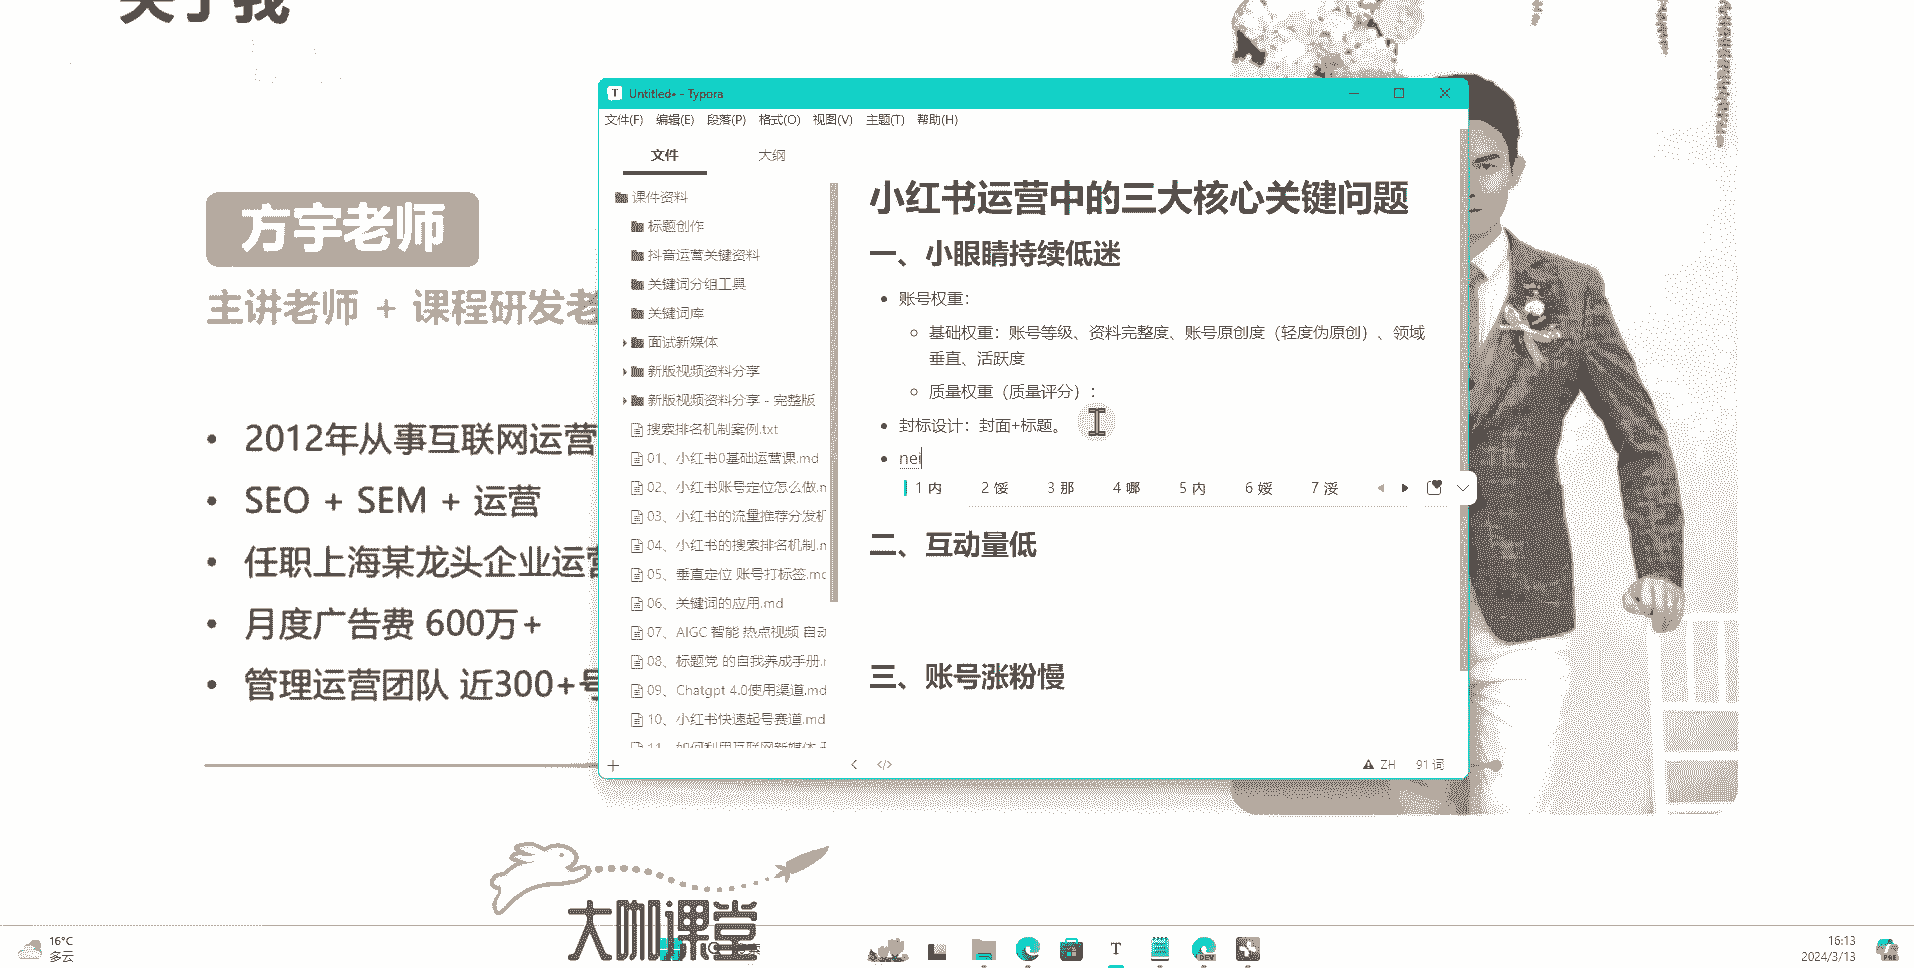 关于我
方宇老师
主讲老师 + 课程研发老
2012年从事互联网运营
SEO + SEM + 运营
任职上海某龙头企业运营
月度广告费 600万+
管理运营团队 近300+号
Untitled• - Typora
文件(F) 编辑(E) 段落(P) 格式(O) 视图(V) 主题(T) 帮助(H)
文件 大纲
课件资料
标题创作
抖音运营关键资料
关键词分组工具
关键词库
面试新媒体
新版视频资料分享
新版视频资料分享 - 完整版
搜索排名机制案例.txt
01、小红书0基础运营课.md
02、小红书账号定位怎么做.m
03、小红书的流量推荐分发机
04、小红书的搜索排名机制.m
05、垂直定位 账号打标签.md
06、关键词的应用.md
07、AIGC 智能 热点视频 自动
08、标题党 的自我养成手册.m
09、Chatgpt 4.0使用渠道.md
10、小红书快速起号赛道.md
11、如何利用互联网新媒体
小红书运营中的三大核心关键问题
一、小眼睛持续低迷
账号权重：
基础权重：账号等级、资料完整度、账号原创度（轻度伪原创）、领域
垂直、活跃度
质量权重（质量评分）：
封标设计：封面+标题。
nei
1 内 2 馁 3 那 4 哪 5 内 6 娞 7 浽
二、互动量低
三、账号涨粉慢
ZH 91 词
大咖课堂
16°C
多云
T
DEV
16:13
2024/3/13
PRE